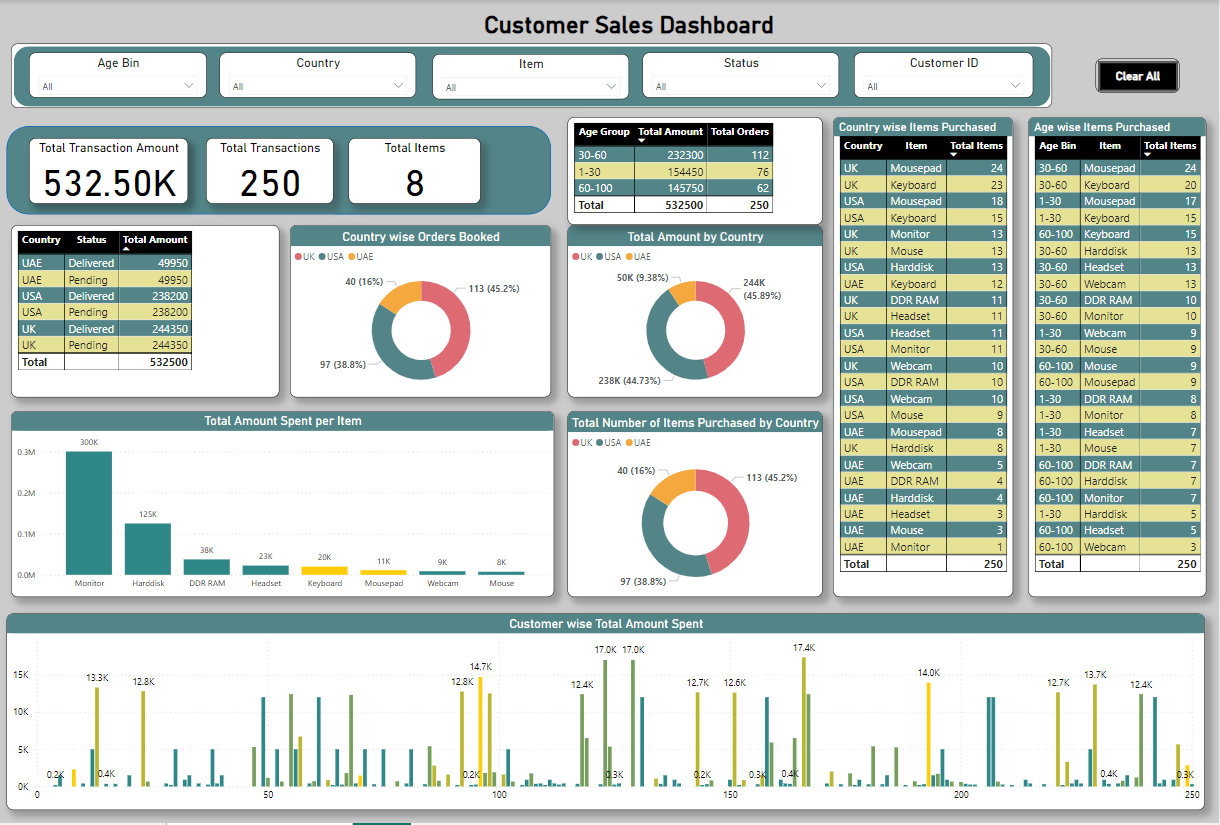 Customer Sales Dashboard
Age Bin
All
Country
All
Item
All
Status
All
Customer ID
All
Clear All
Total Transaction Amount
532.50K
Total Transactions
250
Total Items
8
Age Group Total Amount Total Orders
30-60 232300 112
1-30 154450 76
60-100 145750 62
Total 532500 250
Country Status Total Amount
UAE Delivered 49950
UAE Pending 49950
USA Delivered 238200
USA Pending 238200
UK Delivered 244350
UK Pending 244350
Total 532500
Country wise Orders Booked
UK USA UAE
40 (16%)
113 (45.2%)
97 (38.8%)
Total Amount by Country
UK USA UAE
50K (9.38%)
244K
(45.89%)
238K (44.73%)
Total Amount Spent per Item
0.3M
0.2M
0.1M
0.0M
300K
125K
38K
23K
20K
11K
9K
8K
Monitor Harddisk DDR RAM Headset Keyboard Mousepad Webcam Mouse
Total Number of Items Purchased by Country
UK USA UAE
40 (16%)
113 (45.2%)
97 (38.8%)
Country wise Items Purchased
Country Item Total Items
UK Mousepad 24
UK Keyboard 23
USA Mousepad 18
USA Keyboard 15
UK Monitor 13
UK Mouse 13
USA Harddisk 13
UAE Keyboard 12
UK DDR RAM 11
UK Headset 11
USA Headset 11
USA Monitor 11
UK Webcam 10
USA DDR RAM 10
USA Webcam 10
USA Mouse 9
UAE Mousepad 8
UK Harddisk 8
UAE Webcam 5
UAE DDR RAM 4
UAE Harddisk 4
UAE Headset 3
UAE Mouse 3
UAE Monitor 1
Total 250
Age wise Items Purchased
Age Bin Item Total Items
30-60 Mousepad 24
30-60 Keyboard 20
1-30 Mousepad 17
1-30 Keyboard 15
60-100 Keyboard 15
30-60 Harddisk 13
30-60 Headset 13
30-60 Webcam 13
30-60 DDR RAM 10
30-60 Monitor 10
1-30 Webcam 9
30-60 Mouse 9
60-100 Mouse 9
60-100 Mousepad 9
1-30 DDR RAM 8
1-30 Monitor 8
1-30 Headset 7
1-30 Mouse 7
60-100 DDR RAM 7
60-100 Harddisk 7
60-100 Monitor 7
1-30 Harddisk 5
60-100 Headset 5
60-100 Webcam 3
Total 250
Customer wise Total Amount Spent
15K
10K
5K
0K
0.2K
13.3K
0.4K
12.8K
12.8K
0.2K
14.7K
12.4K
17.0K
0.3K
17.0K
12.7K
0.2K
12.6K
0.3K
0.4K
17.4K
14.0K
12.7K
13.7K
0.4K
12.4K
0.3K
0 50 100 150 200 250